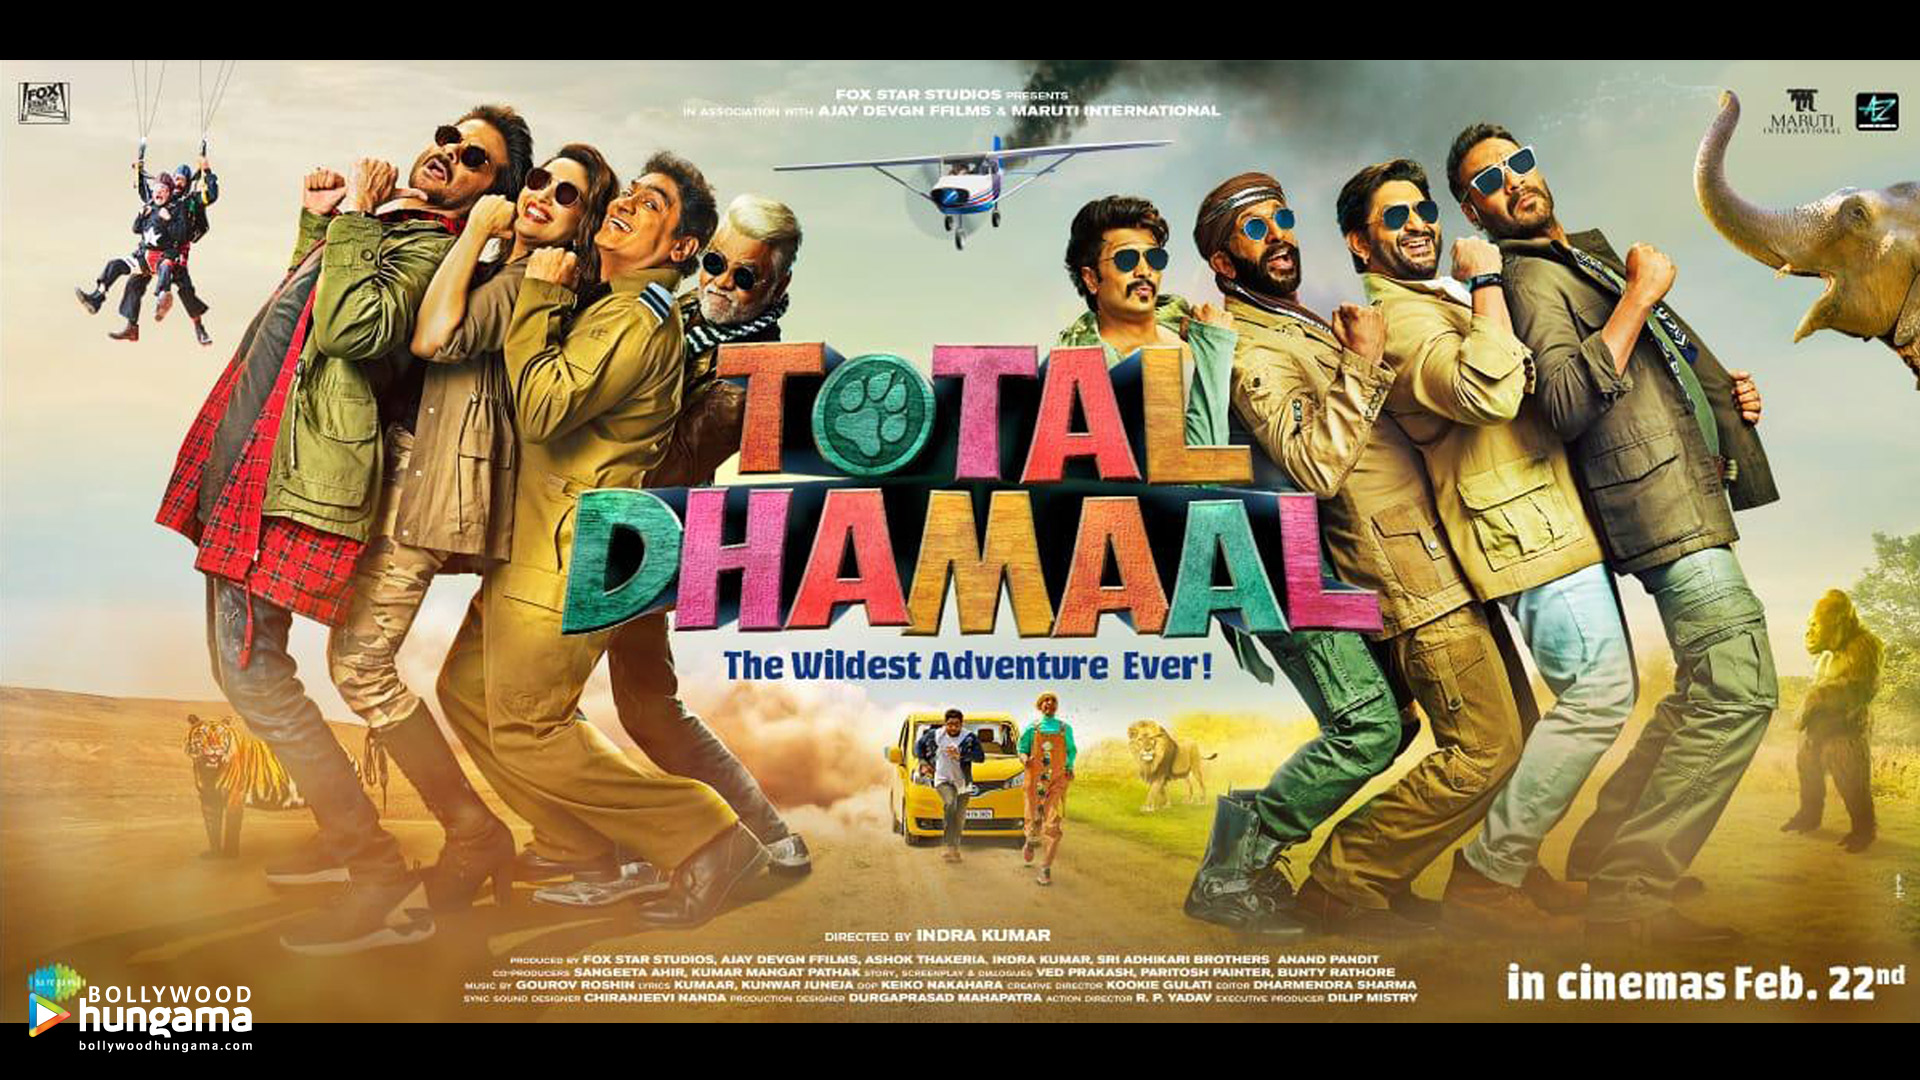 FOX STAR STUDIOS PRESENTS
IN ASSOCIATION WITH AJAY DEVGN FFILMS & MARUTI INTERNATIONAL
FOX
MARUTI
INTERNATIONAL
AZ
TOTAL
DHAMAAL
The Wildest Adventure Ever!
DIRECTED BY INDRA KUMAR
PRODUCED BY FOX STAR STUDIOS, AJAY DEVGN FFILMS, ASHOK THAKERIA, INDRA KUMAR, SRI ADHIKARI BROTHERS ANAND PANDIT
CO-PRODUCERS SANGEETA AHIR, KUMAR MANGAT PATHAK STORY, SCREENPLAY & DIALOGUES VED PRAKASH, PARITOSH PAINTER, BUNTY RATHORE
MUSIC BY GOUROV ROSHIN LYRICS KUMAAR, KUNWAR JUNEJA DOP KEIKO NAKAHARA CREATIVE DIRECTOR KOOKIE GULATI EDITOR DHARMENDRA SHARMA
SYNC SOUND DESIGNER CHIRANJEEVI NANDA PRODUCTION DESIGNER DURGAPRASAD MAHAPATRA ACTION DIRECTOR R. P. YADAV EXECUTIVE PRODUCER DILIP MISTRY
in cinemas Feb. 22nd
BOLLYWOOD
hungama
bollywoodhungama.com